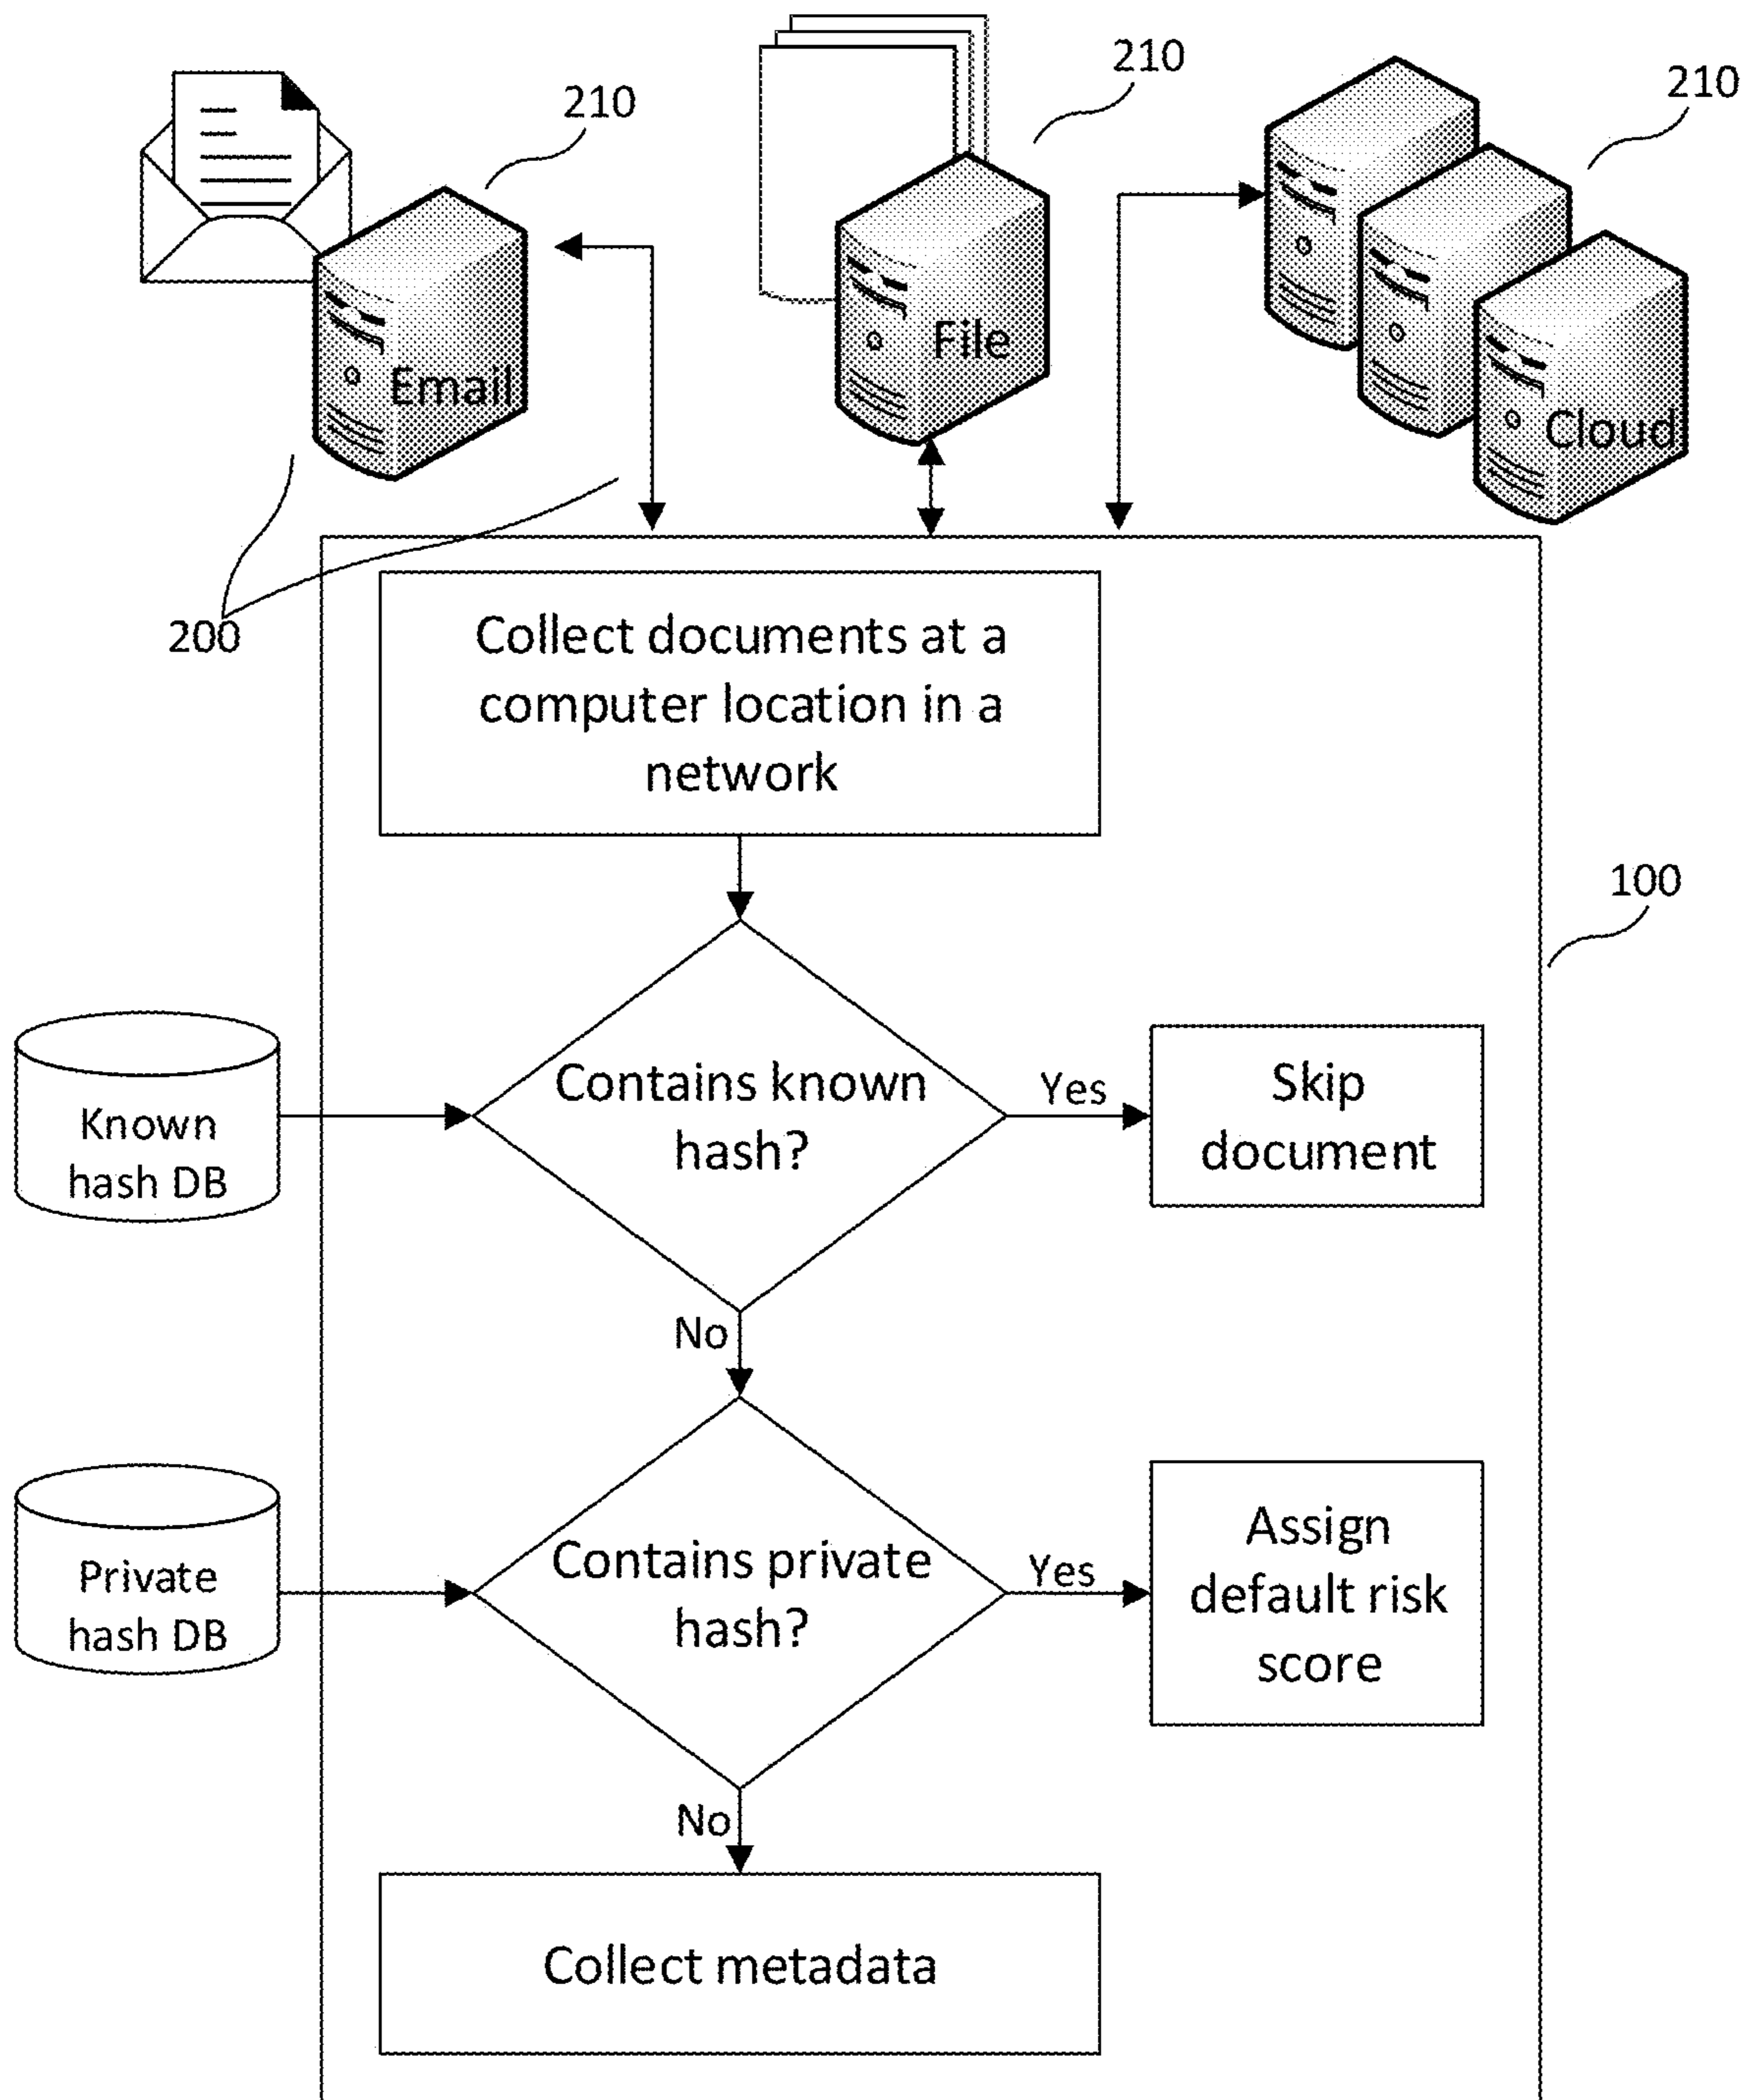 210
210
210
Email
File
Cloud
200
Collect documents at a
computer location in a
network
100
Known
hash DB
Contains known
hash?
Yes
Skip
document
No
Private
hash DB
Contains private
hash?
Yes
Assign
default risk
score
No
Collect metadata